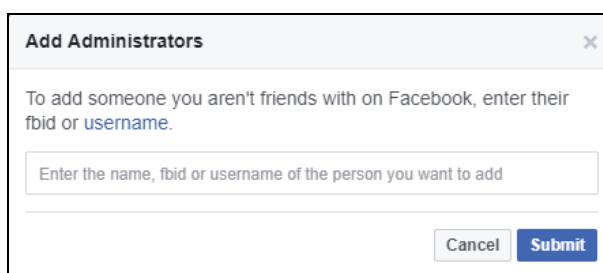 Add Administrators
To add someone you aren't friends with on Facebook, enter their
fbid or username.
Enter the name, fbid or username of the person you want to add
Cancel Submit